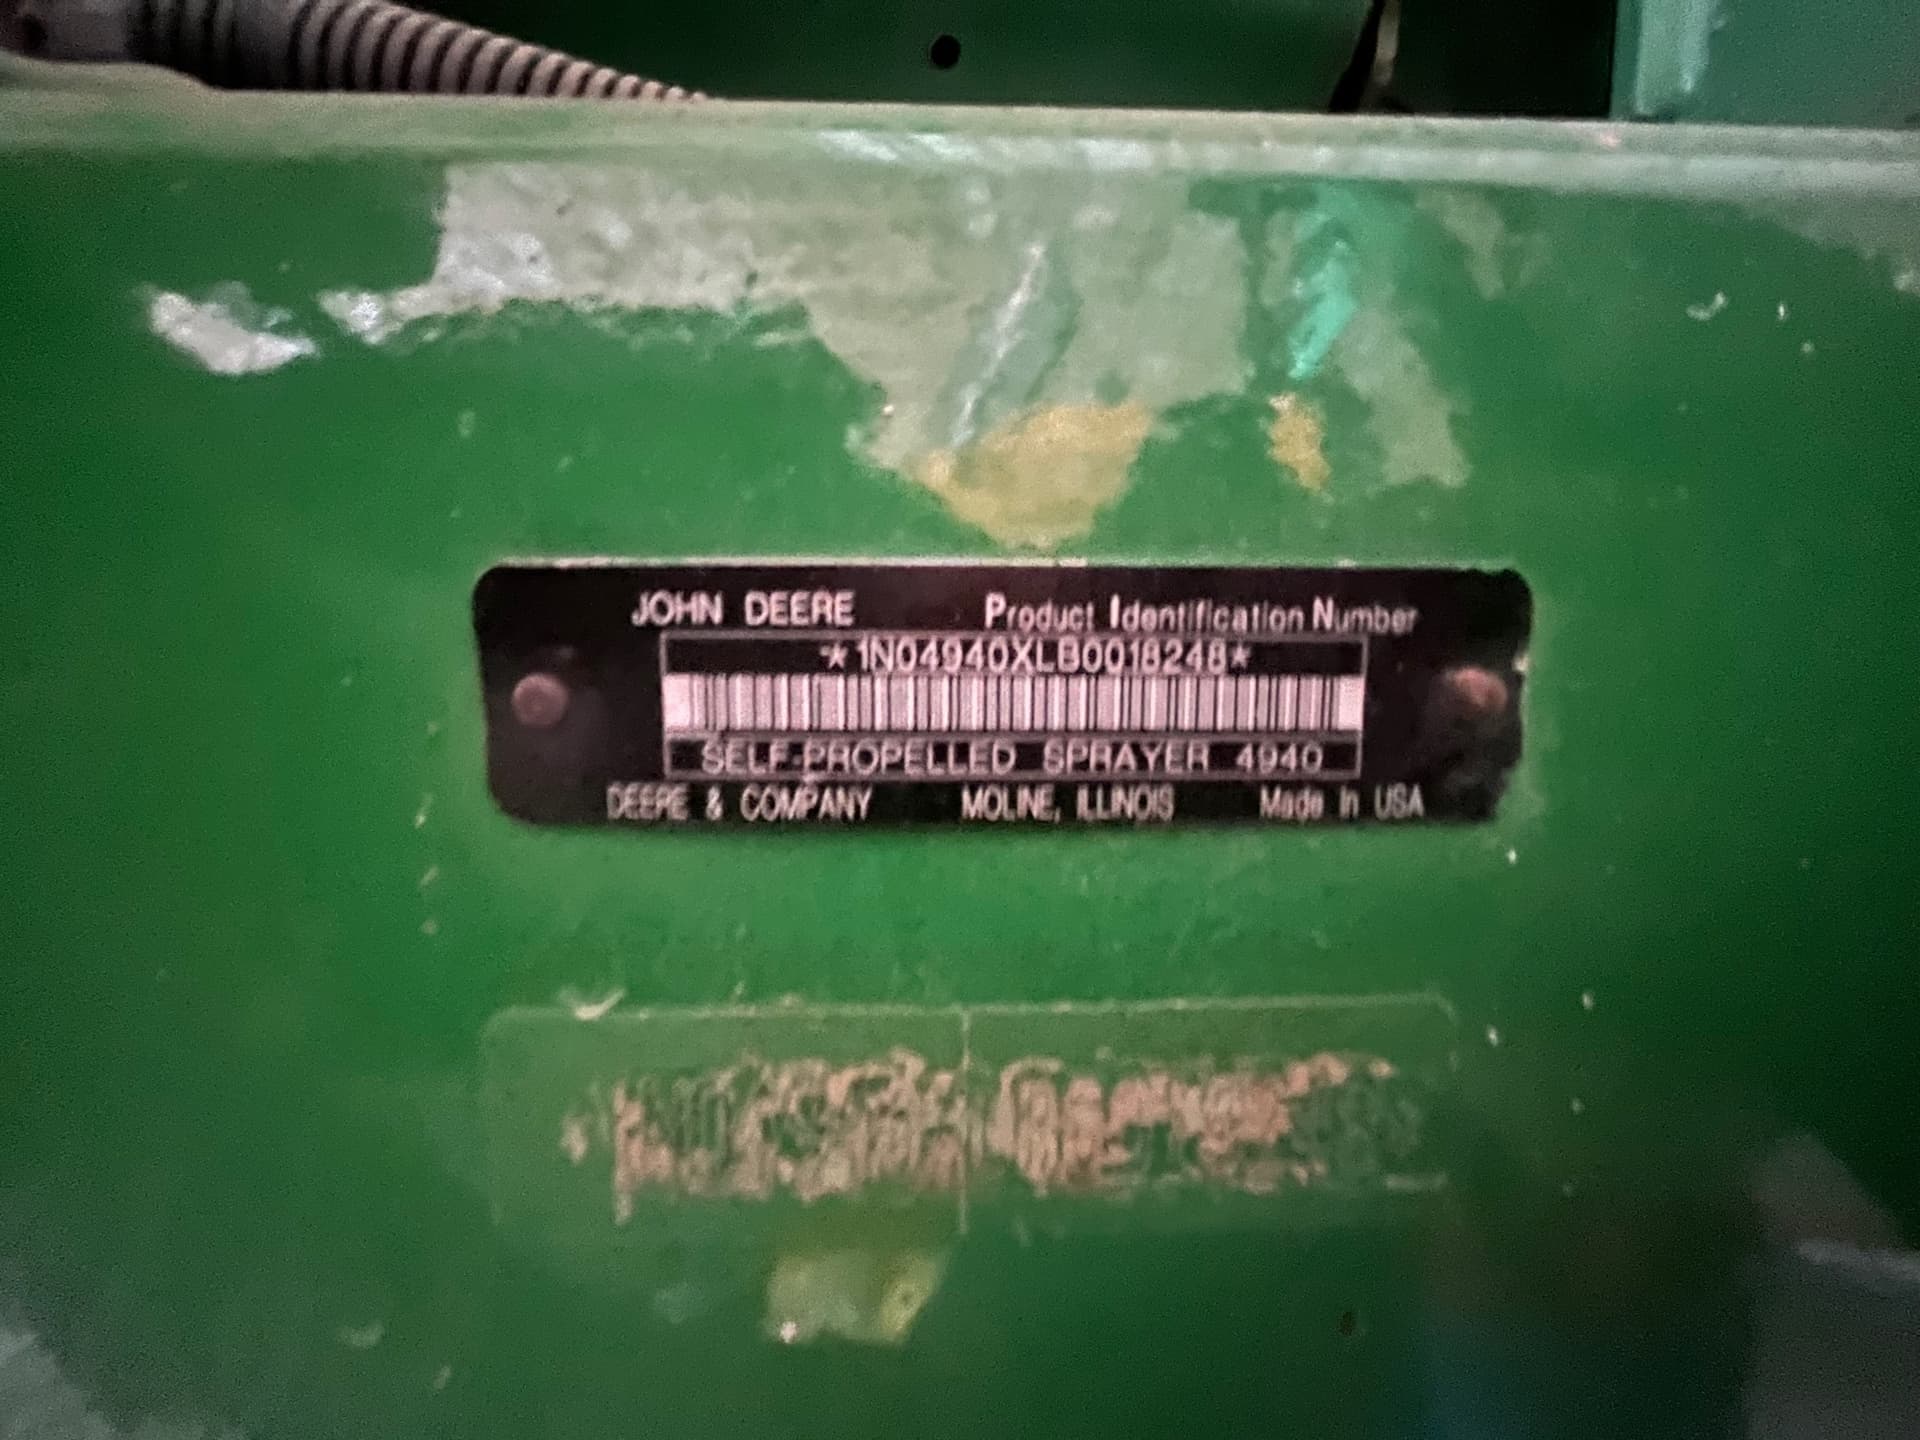 JOHN DEERE Product Identification Number
*1N04940XLB0018248*
SELF-PROPELLED SPRAYER 4940
DEERE & COMPANY MOLINE, ILLINOIS Made in USA